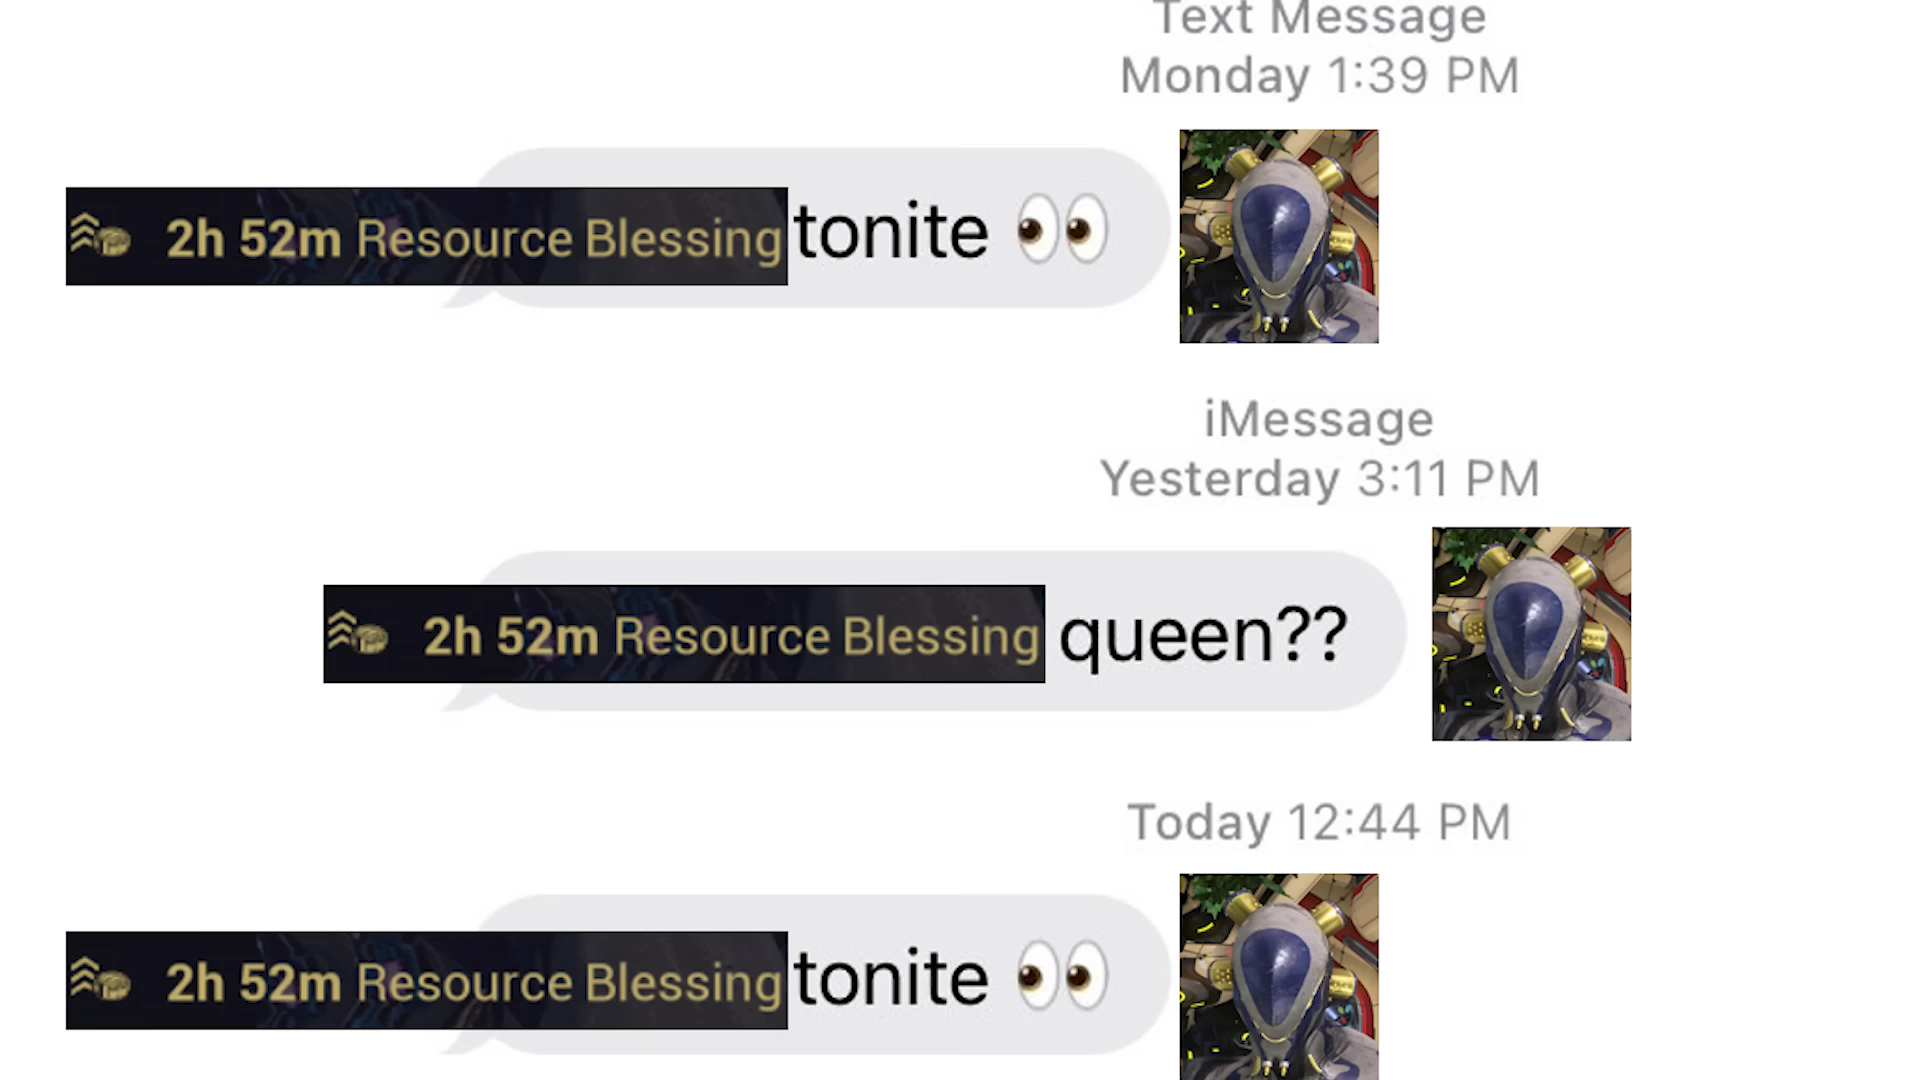 Text Message
Monday 1:39 PM
2h 52m Resource Blessing tonite 👀
iMessage
Yesterday 3:11 PM
2h 52m Resource Blessing queen??
Today 12:44 PM
2h 52m Resource Blessing tonite 👀